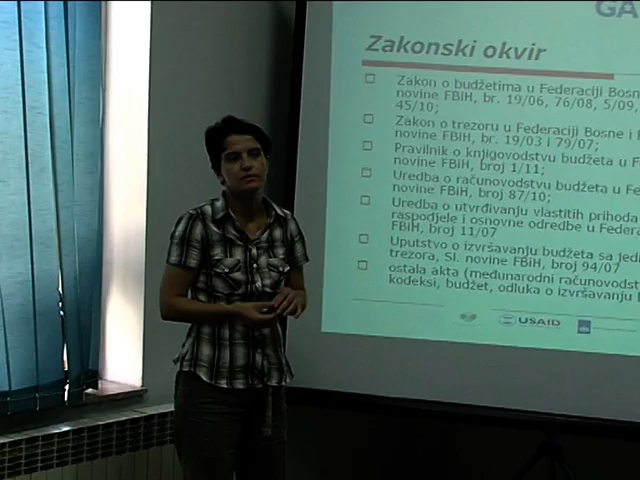 GA
Zakonski okvir
Zakon o budžetima u Federaciji Bosne
novine FBIH, br. 19/06, 76/08, 5/09,
45/10;
Zakon o trezoru u Federaciji Bosne i
novine FBIH, br. 19/03 i 79/07;
Pravilnik o knjigovodstvu budžeta u F
novine FBIH, broj 1/11;
Uredba o računovodstvu budžeta u Fe
novine FBIH, broj 87/10;
Uredba o utvrđivanju vlastitih prihoda
raspodjele i osnovne odredbe u Federa
FBIH, broj 11/07
Uputstvo o izvršavanju budžeta sa jedi
trezora, Sl. novine FBIH, broj 94/07
ostala akta (međunarodni računovodst
kodeksi, budžet, odluka o izvršavanju
USAID